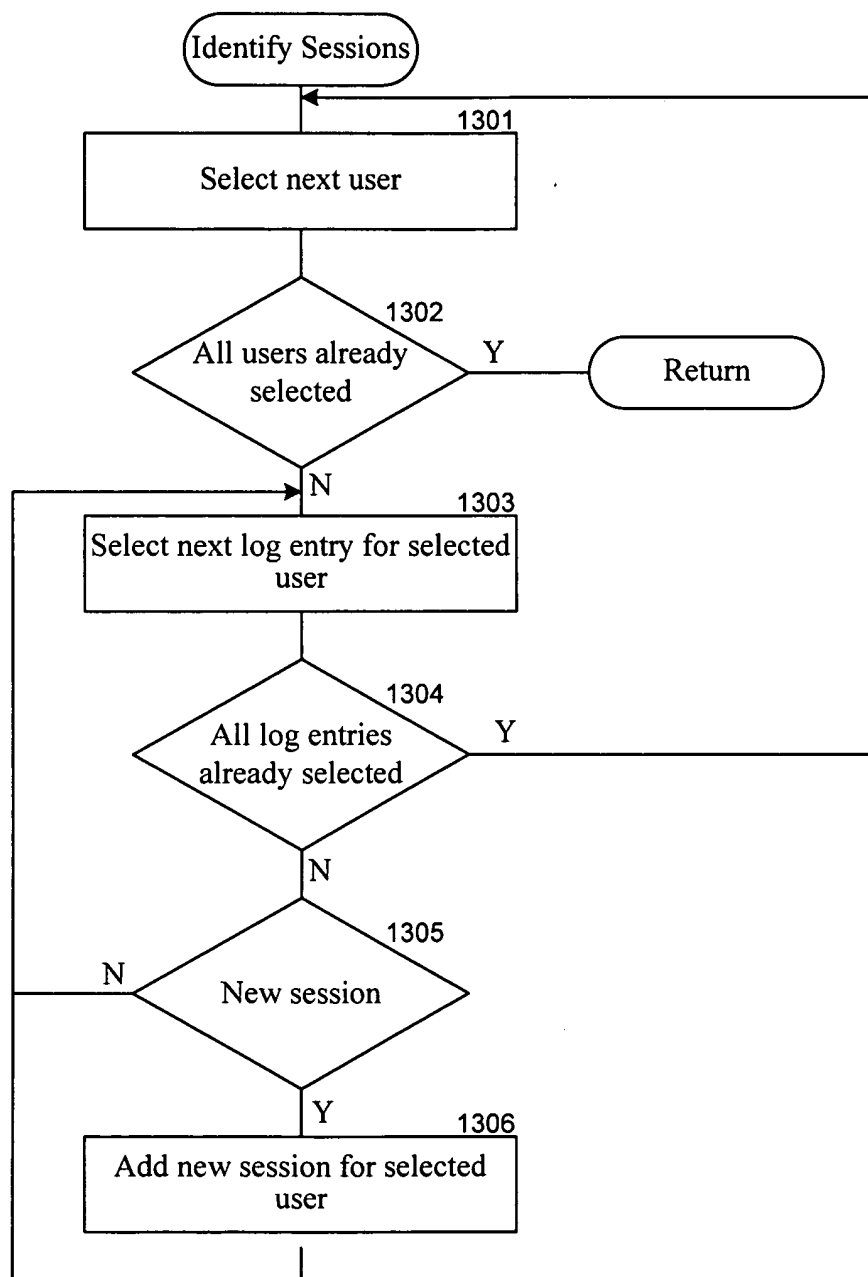 Identify Sessions
1301
Select next user
1302
All users already
selected
Y
Return
N
1303
Select next log entry for selected
user
1304
All log entries
already selected
Y
N
1305
New session
N
Y
1306
Add new session for selected
user